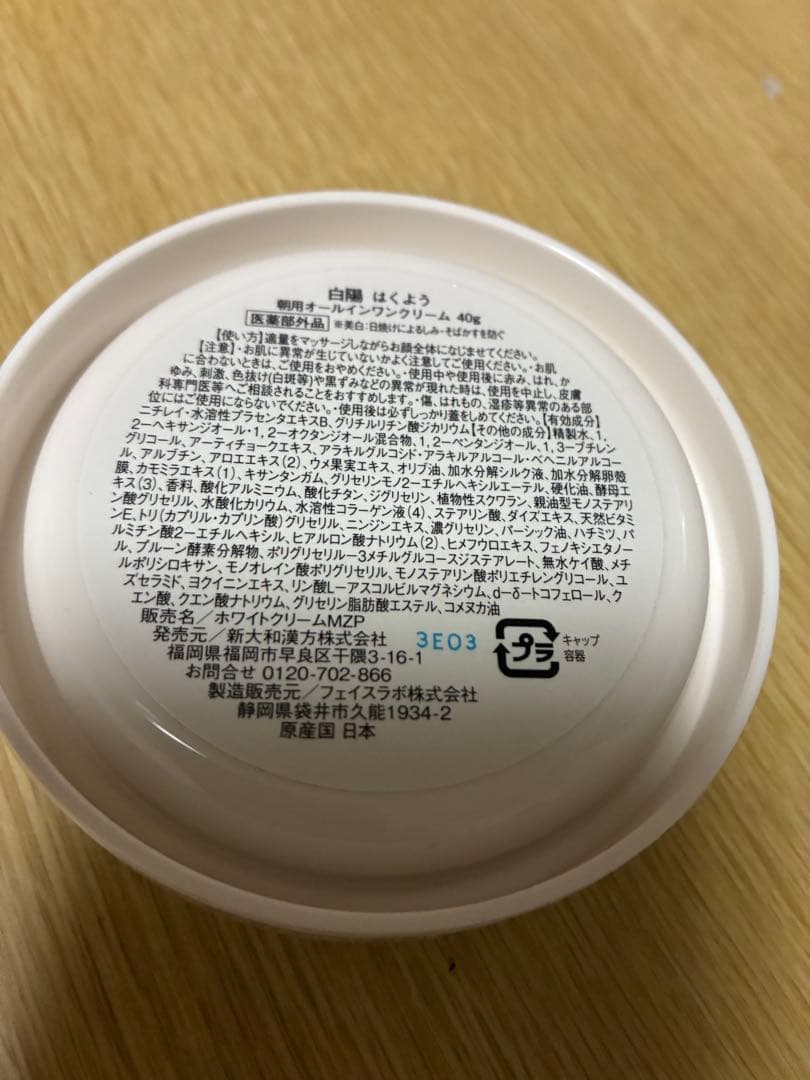 白陽 はくよう
朝用オールインワンクリーム 40g
医薬部外品 ※美白:日焼けによるしみ・そばかすを防ぐ
【使い方】適量をマッサージしながらお顔全体になじませてください。
【注意】・お肌に異常が生じていないかよく注意してご使用ください。・お肌
に合わないときは、ご使用をおやめください。・使用中や使用後に赤み、はれ、か
ゆみ、刺激、色抜け(白斑等)や黒ずみなどの異常が現れた時は、使用を中止し、皮膚
科専門医等へご相談されることをおすすめします。・傷、はれもの、湿疹等異常のある部
位にはご使用にならないでください。・使用後は必ずしっかり蓋をしめてください。【有効成分】
ニチレイ・水溶性プラセンタエキスB、グリチルリチン酸ジカリウム【その他の成分】精製水、1,
2ーヘキサンジオール・1,2ーオクタンジオール混合物、1,2ーペンタンジオール、1,3ーブチレン
グリコール、アーティチョークエキス、アラキルグルコシド・アラキルアルコール・ベヘニルアルコー
ル、アルブチン、アロエエキス(2)、ウメ果実エキス、オリブ油、加水分解シルク液、加水分解卵殻
膜、カモミラエキス(1)、キサンタンガム、グリセリンモノ2ーエチルヘキシルエーテル、硬化油、酵母エ
キス(3)、香料、酸化アルミニウム、酸化チタン、ジグリセリン、植物性スクワラン、親油型モノステアリ
ン酸グリセリル、水酸化カリウム、水溶性コラーゲン液(4)、ステアリン酸、ダイズエキス、天然ビタミ
ンE、トリ(カプリル・カプリン酸)グリセリル、ニンジンエキス、濃グリセリン、パーシック油、ハチミツ、パ
ルミチン酸2ーエチルヘキシル、ヒアルロン酸ナトリウム(2)、ヒメフウロエキス、フェノキシエタノー
ル、プルーン酵素分解物、ポリグリセリルー3メチルグルコースジステアレート、無水ケイ酸、メチ
ルポリシロキサン、モノオレイン酸ポリグリセリル、モノステアリン酸ポリエチレングリコール、ユ
ズセラミド、ヨクイニンエキス、リン酸Lーアスコルビルマグネシウム、dーδートコフェロール、ク
エン酸、クエン酸ナトリウム、グリセリン脂肪酸エステル、コメヌカ油
販売名/ホワイトクリームMZP
発売元/新大和漢方株式会社 3E03
福岡県福岡市早良区干隈3-16-1
お問合せ 0120-702-866
製造販売元/フェイスラボ株式会社
静岡県袋井市久能1934-2
原産国 日本
プラ
キャップ
容器